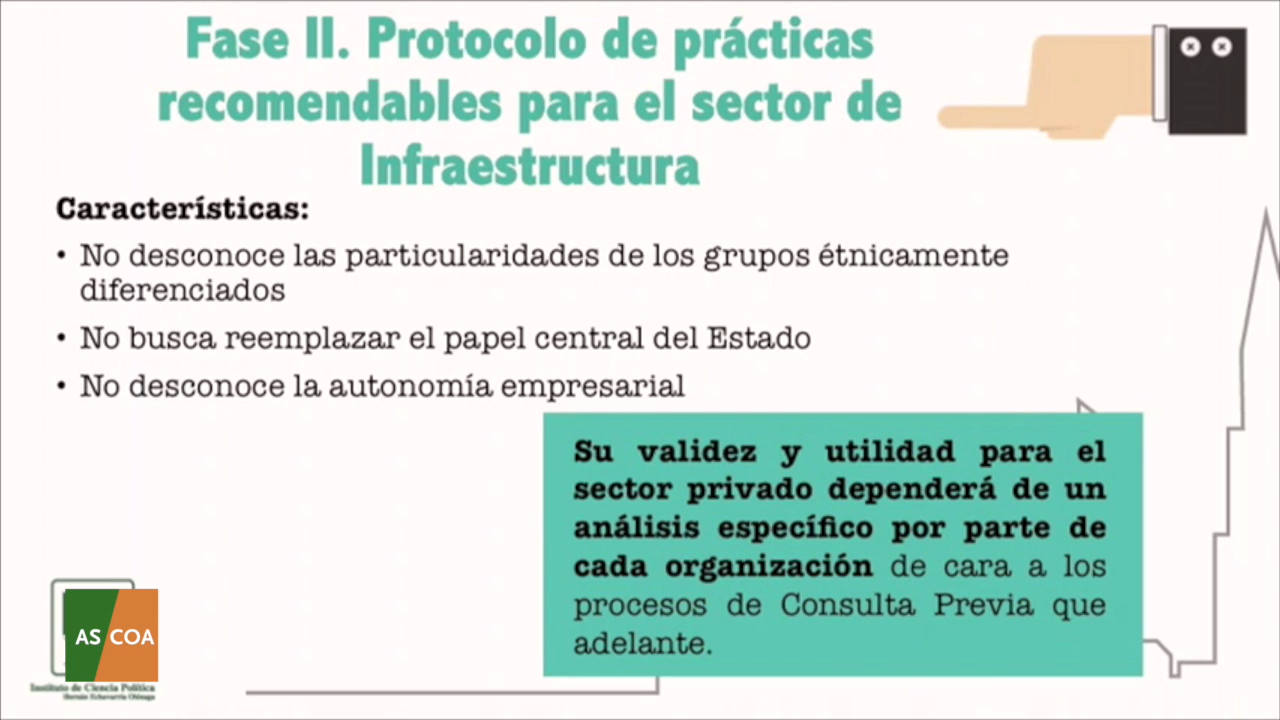 Fase II. Protocolo de prácticas
recomendables para el sector de
Infraestructura
Características:
• No desconoce las particularidades de los grupos étnicamente
diferenciados
• No busca reemplazar el papel central del Estado
• No desconoce la autonomía empresarial
Su validez y utilidad para el
sector privado dependerá de un
análisis específico por parte de
cada organización de cara a los
procesos de Consulta Previa que
adelante.
AS COA
Instituto de Ciencia Política
Hernán Echavarría Olózaga